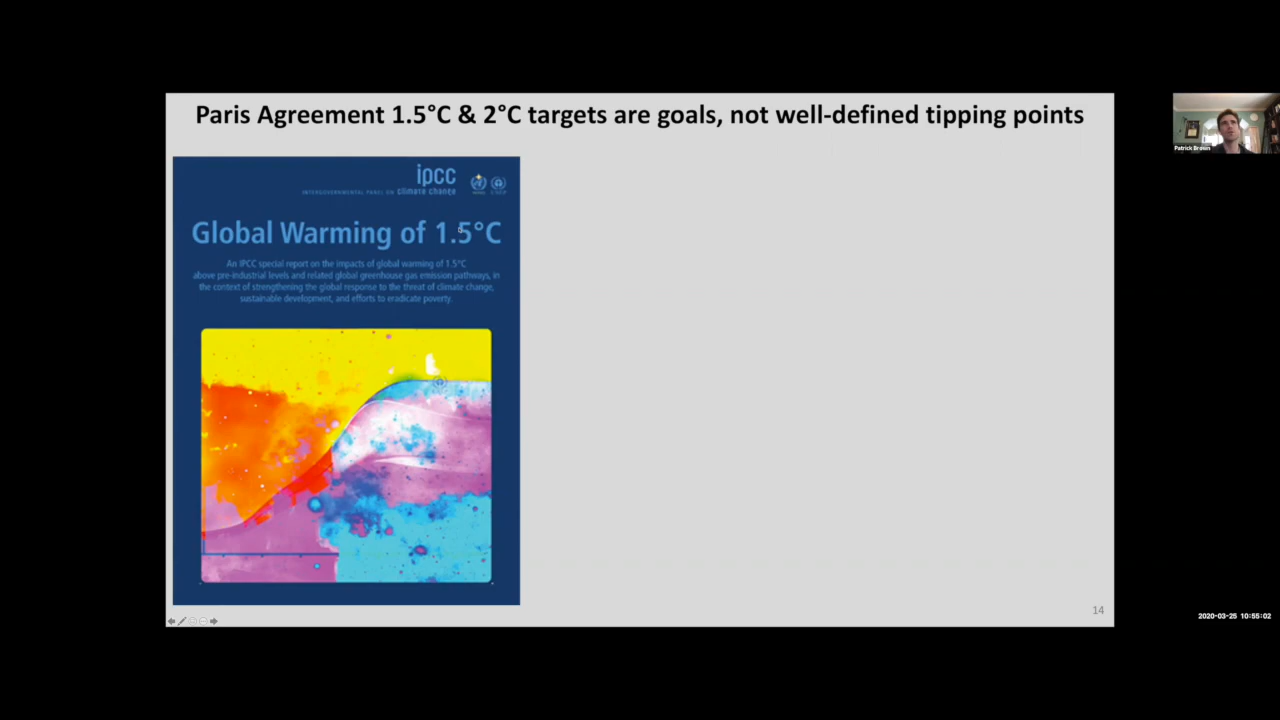 Paris Agreement 1.5°C & 2°C targets are goals, not well-defined tipping points
ipcc
INTERGOVERNMENTAL PANEL ON climate change
Global Warming of 1.5°C
An IPCC special report on the impacts of global warming of 1.5°C
above pre-industrial levels and related global greenhouse gas emission pathways, in
the context of strengthening the global response to the threat of climate change,
sustainable development, and efforts to eradicate poverty.
14
Patrick Brown
2020-03-25 10:55:02